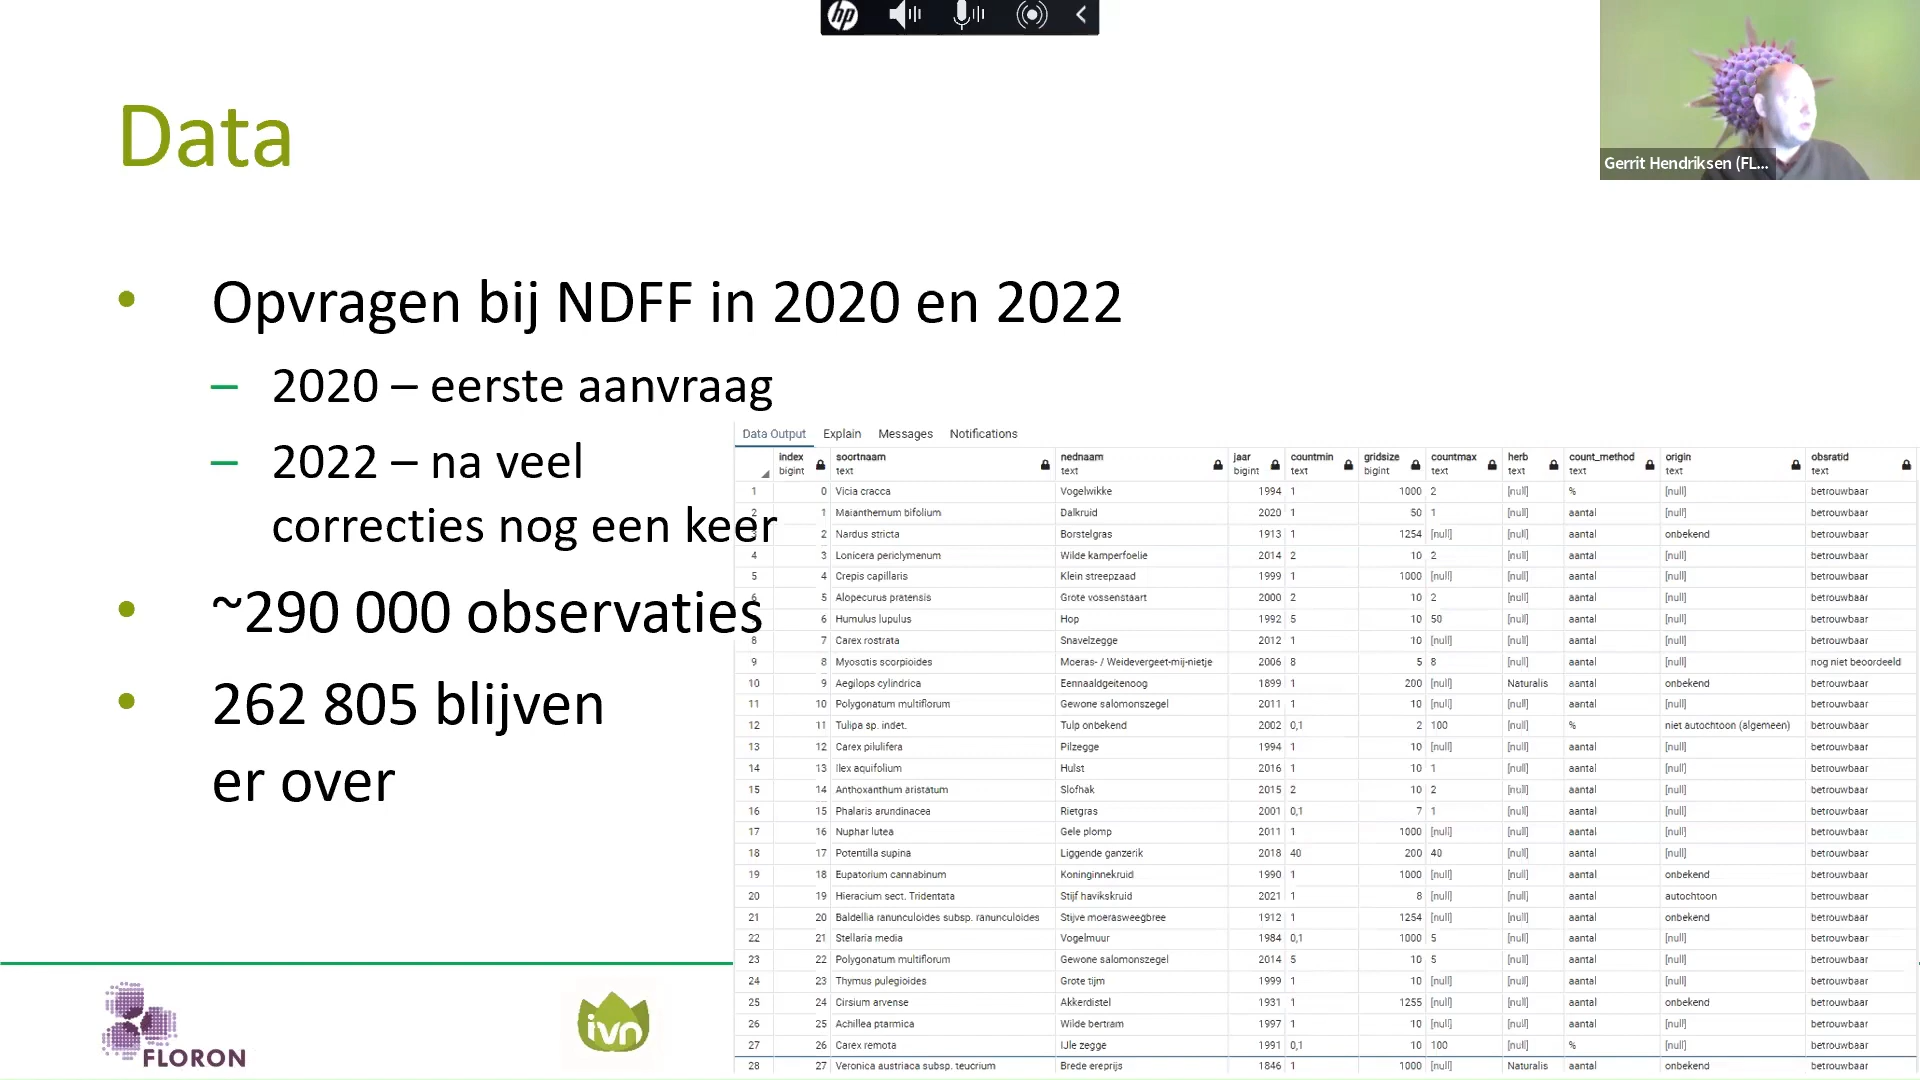 hp
Gerrit Hendriksen (FL...
Data
• Opvragen bij NDFF in 2020 en 2022
– 2020 – eerste aanvraag
– 2022 – na veel
correcties nog een keer
• ~290 000 observaties
• 262 805 blijven
er over
Data Output Explain Messages Notifications
index soortnaam nednaam jaar countmin gridsize countmax herb count_method origin obsratid
bigint text text bigint text bigint text text text text text
1 0 Vicia cracca Vogelwikke 1994 1 1000 2 [null] % [null] betrouwbaar
2 1 Maianthemum bifolium Dalkruid 2020 1 50 1 [null] aantal [null] betrouwbaar
3 2 Nardus stricta Borstelgras 1913 1 1254 [null] [null] aantal onbekend betrouwbaar
4 3 Lonicera periclymenum Wilde kamperfoelie 2014 2 10 2 [null] aantal [null] betrouwbaar
5 4 Crepis capillaris Klein streepzaad 1999 1 1000 [null] [null] aantal [null] betrouwbaar
6 5 Alopecurus pratensis Grote vossenstaart 2000 2 10 2 [null] aantal [null] betrouwbaar
6 Humulus lupulus Hop 1992 5 10 50 [null] aantal [null] betrouwbaar
8 7 Carex rostrata Snavelzegge 2012 1 10 [null] [null] aantal [null] betrouwbaar
9 8 Myosotis scorpioides Moeras- / Weidevergeet-mij-nietje 2006 8 5 8 [null] aantal [null] nog niet beoordeeld
10 9 Aegilops cylindrica Eennaaldgeitenoog 1899 1 200 [null] Naturalis aantal onbekend betrouwbaar
11 10 Polygonatum multiflorum Gewone salomonszegel 2011 1 10 [null] [null] aantal [null] betrouwbaar
12 11 Tulipa sp. indet. Tulp onbekend 2002 0,1 2 100 [null] % niet autochtoon (algemeen) betrouwbaar
13 12 Carex pilulifera Pilzegge 1994 1 10 [null] [null] aantal [null] betrouwbaar
14 13 Ilex aquifolium Hulst 2016 1 10 1 [null] aantal [null] betrouwbaar
15 14 Anthoxanthum aristatum Slofhak 2015 2 10 2 [null] aantal [null] betrouwbaar
16 15 Phalaris arundinacea Rietgras 2001 0,1 7 1 [null] aantal [null] betrouwbaar
17 16 Nuphar lutea Gele plomp 2011 1 1000 [null] [null] aantal [null] betrouwbaar
18 17 Potentilla supina Liggende ganzerik 2018 40 200 40 [null] aantal [null] betrouwbaar
19 18 Eupatorium cannabinum Koninginnekruid 1990 1 1000 [null] [null] aantal onbekend betrouwbaar
20 19 Hieracium sect. Tridentata Stijf havikskruid 2021 1 8 [null] [null] aantal autochtoon betrouwbaar
21 20 Baldellia ranunculoides subsp. ranunculoides Stijve moerasweegbree 1912 1 1254 [null] [null] aantal onbekend betrouwbaar
22 21 Stellaria media Vogelmuur 1984 0,1 1000 5 [null] aantal [null] betrouwbaar
23 22 Polygonatum multiflorum Gewone salomonszegel 2014 5 10 5 [null] aantal [null] betrouwbaar
24 23 Thymus pulegioides Grote tijm 1999 1 10 [null] [null] aantal [null] betrouwbaar
25 24 Cirsium arvense Akkerdistel 1931 1 1255 [null] [null] aantal onbekend betrouwbaar
26 25 Achillea ptarmica Wilde bertram 1997 1 10 [null] [null] aantal [null] betrouwbaar
27 26 Carex remota IJle zegge 1991 0,1 10 100 [null] % [null] betrouwbaar
28 27 Veronica austriaca subsp. teucrium Brede ereprijs 1846 1 1000 [null] Naturalis aantal onbekend betrouwbaar
FLORON
ivn